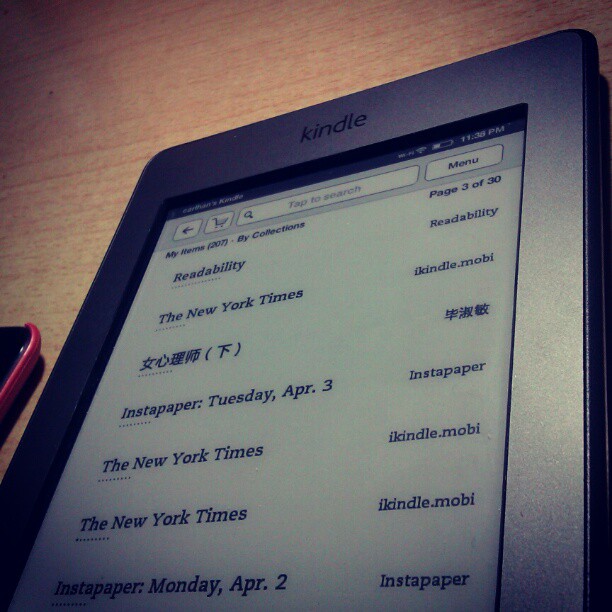 kindle
earlhan's Kindle 11:38 PM
Tap to search Menu
My Items (207) - By Collections Page 3 of 30
Readability Readability
The New York Times ikindle.mobi
女心理师（下） 毕淑敏
Instapaper: Tuesday, Apr. 3 Instapaper
The New York Times ikindle.mobi
The New York Times ikindle.mobi
Instapaper: Monday, Apr. 2 Instapaper